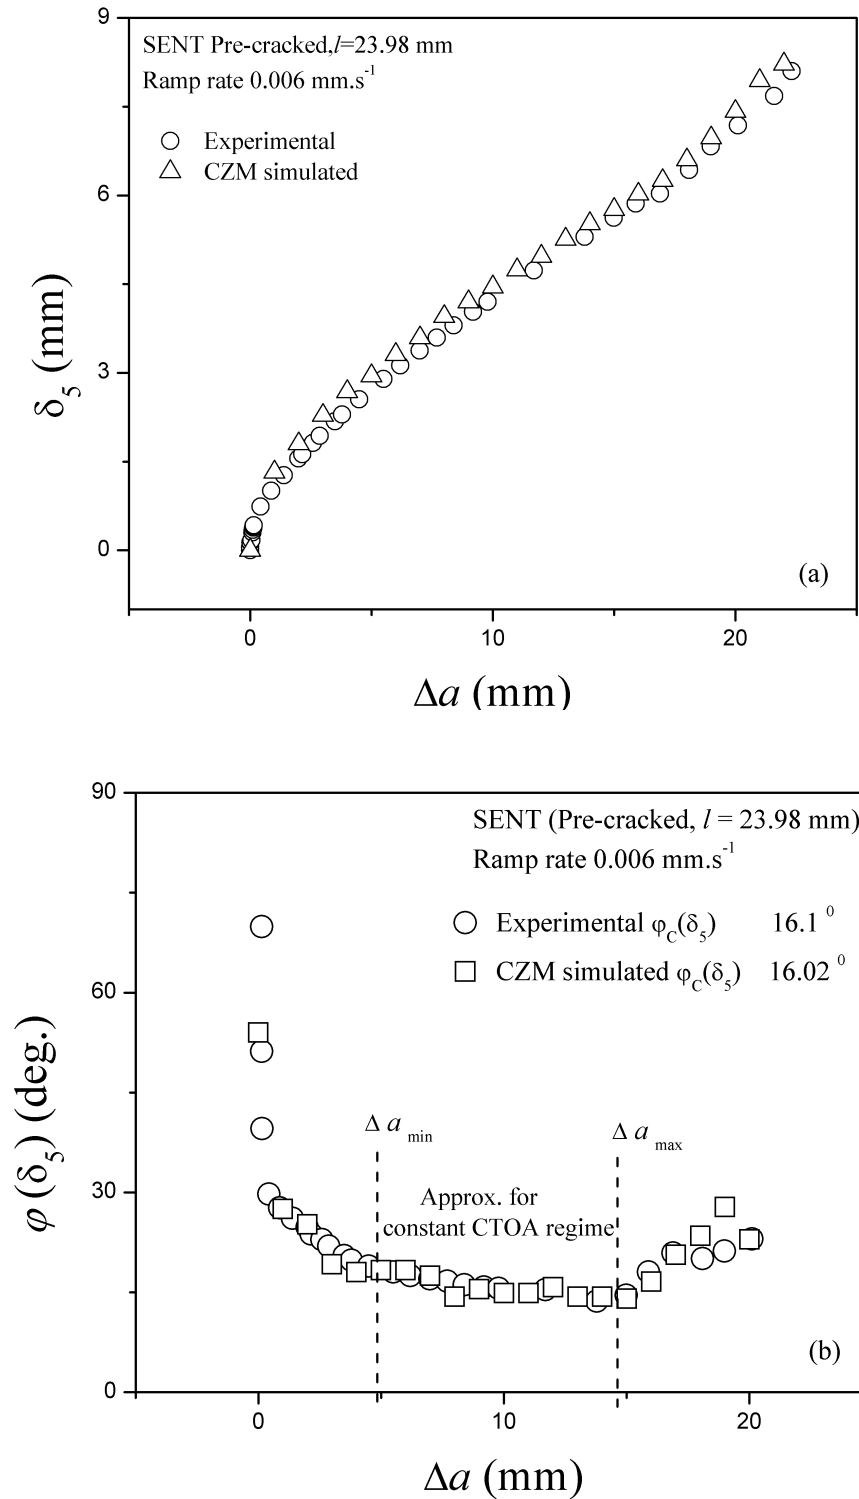 9
SENT Pre-cracked,l=23.98 mm
Ramp rate 0.006 mm.s-1
Experimental
CZM simulated
6
δ5 (mm)
3
0
(a)
0 10 20
Δa (mm)
90
SENT (Pre-cracked, l = 23.98 mm)
Ramp rate 0.006 mm.s-1
Experimental φC(δ5) 16.1 0
CZM simulated φC(δ5) 16.02 0
60
φ (δ5) (deg.)
Δ a min
Δ a max
30
Approx. for
constant CTOA regime
(b)
0
0 10 20
Δa (mm)